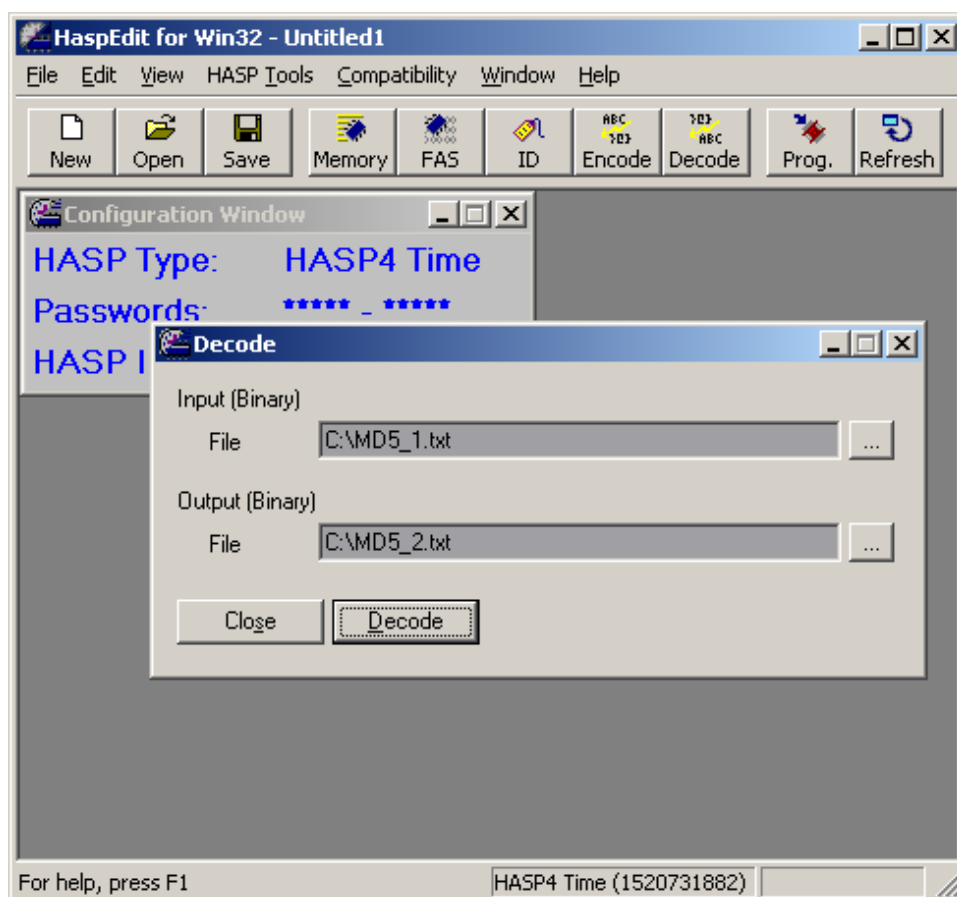 HaspEdit for Win32 - Untitled1
File Edit View HASP Tools Compatibility Window Help
New Open Save Memory FAS ID Encode Decode Prog. Refresh
Configuration Window
HASP Type: HASP4 Time
Passwords: ***** - *****
HASP I
Decode
Input (Binary)
File C:\MD5_1.txt ...
Output (Binary)
File C:\MD5_2.txt ...
Close Decode
For help, press F1 HASP4 Time (1520731882)